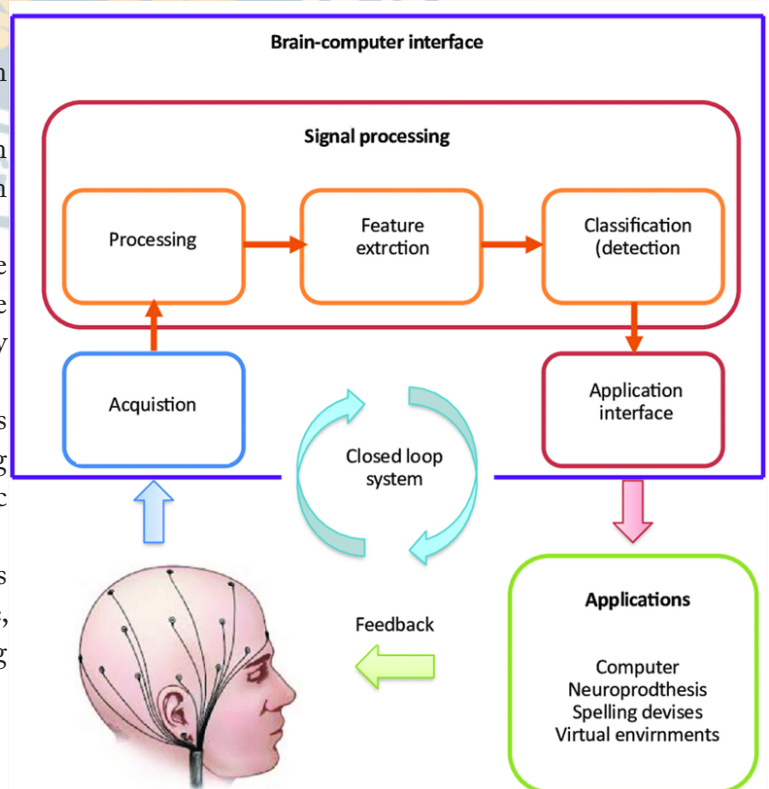 Brain-computer interface
Signal processing
Processing
Feature
extrction
Classification
(detection
Acquistion
Application
interface
Closed loop
system
Feedback
Applications
Computer
Neuroprodthesis
Spelling devises
Virtual envirnments